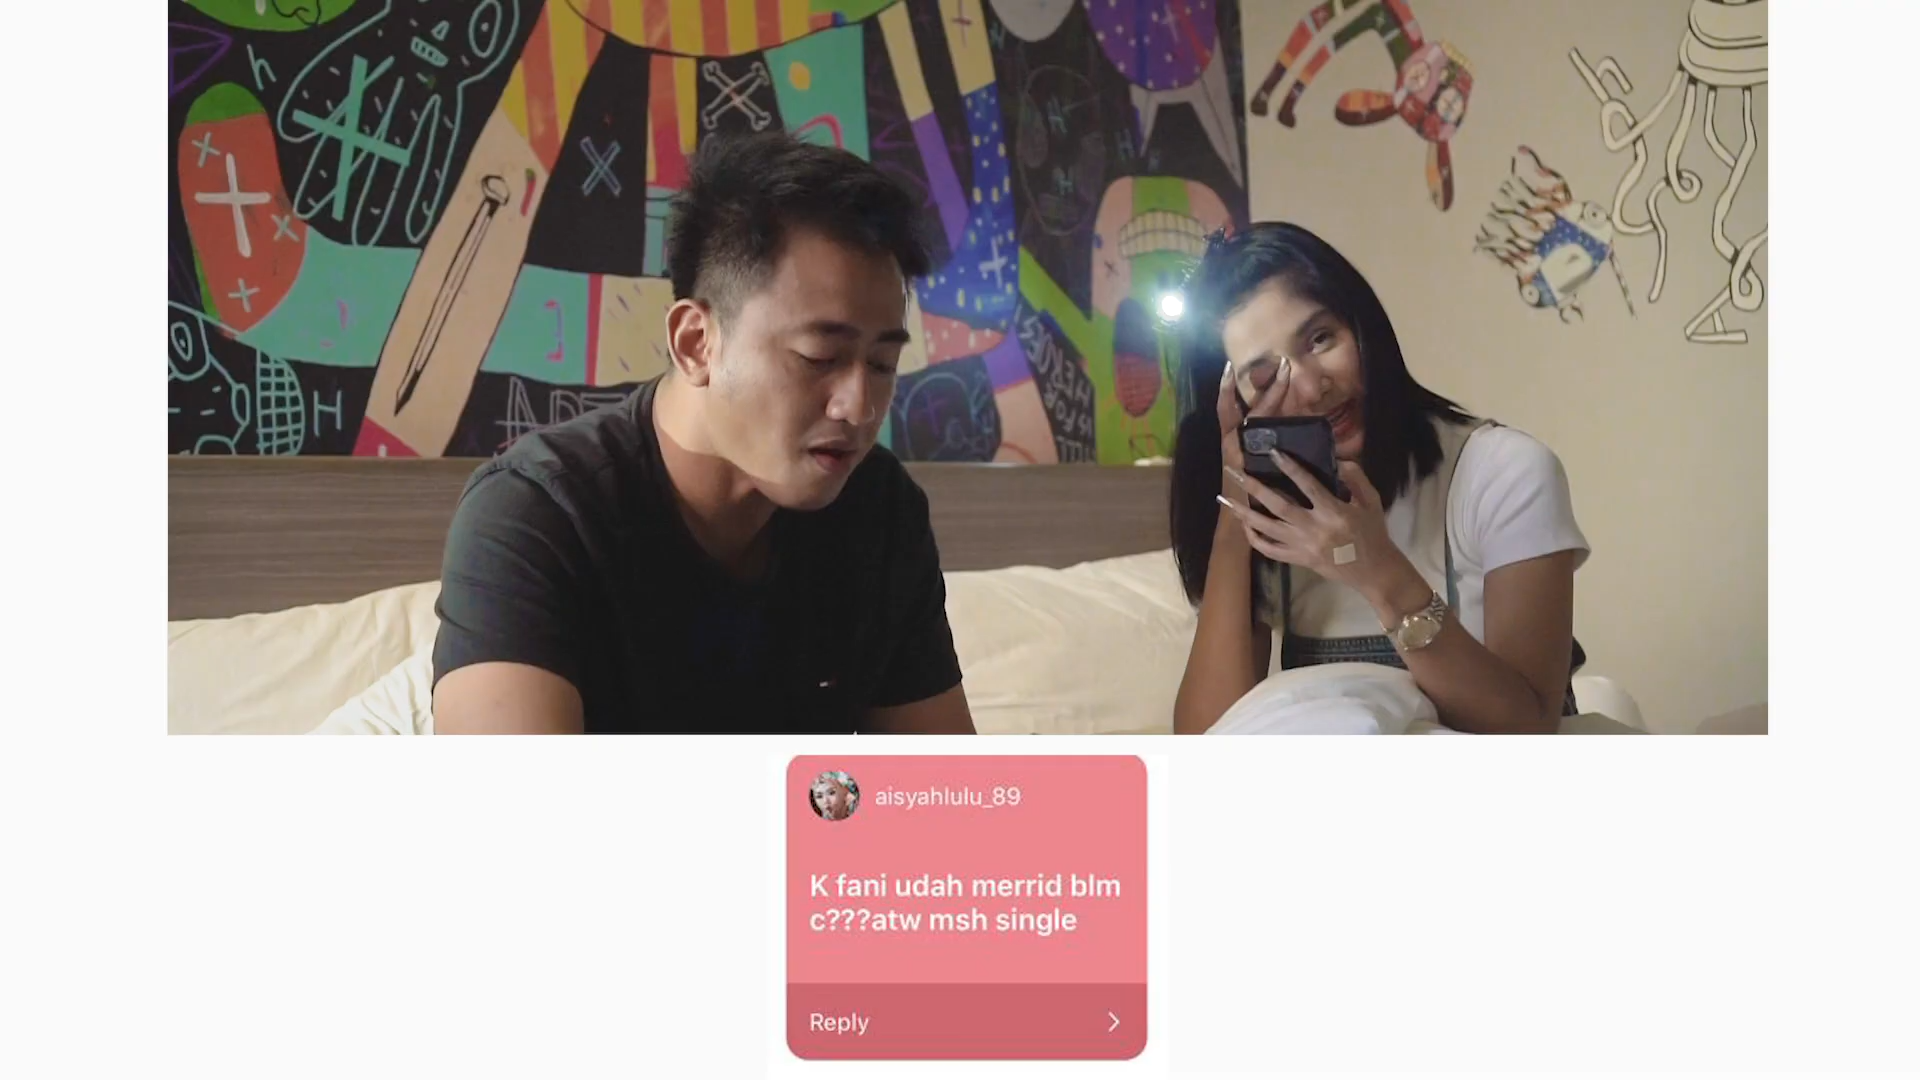 aisyahlulu_89
K fani udah merrid blm
c???atw msh single
Reply